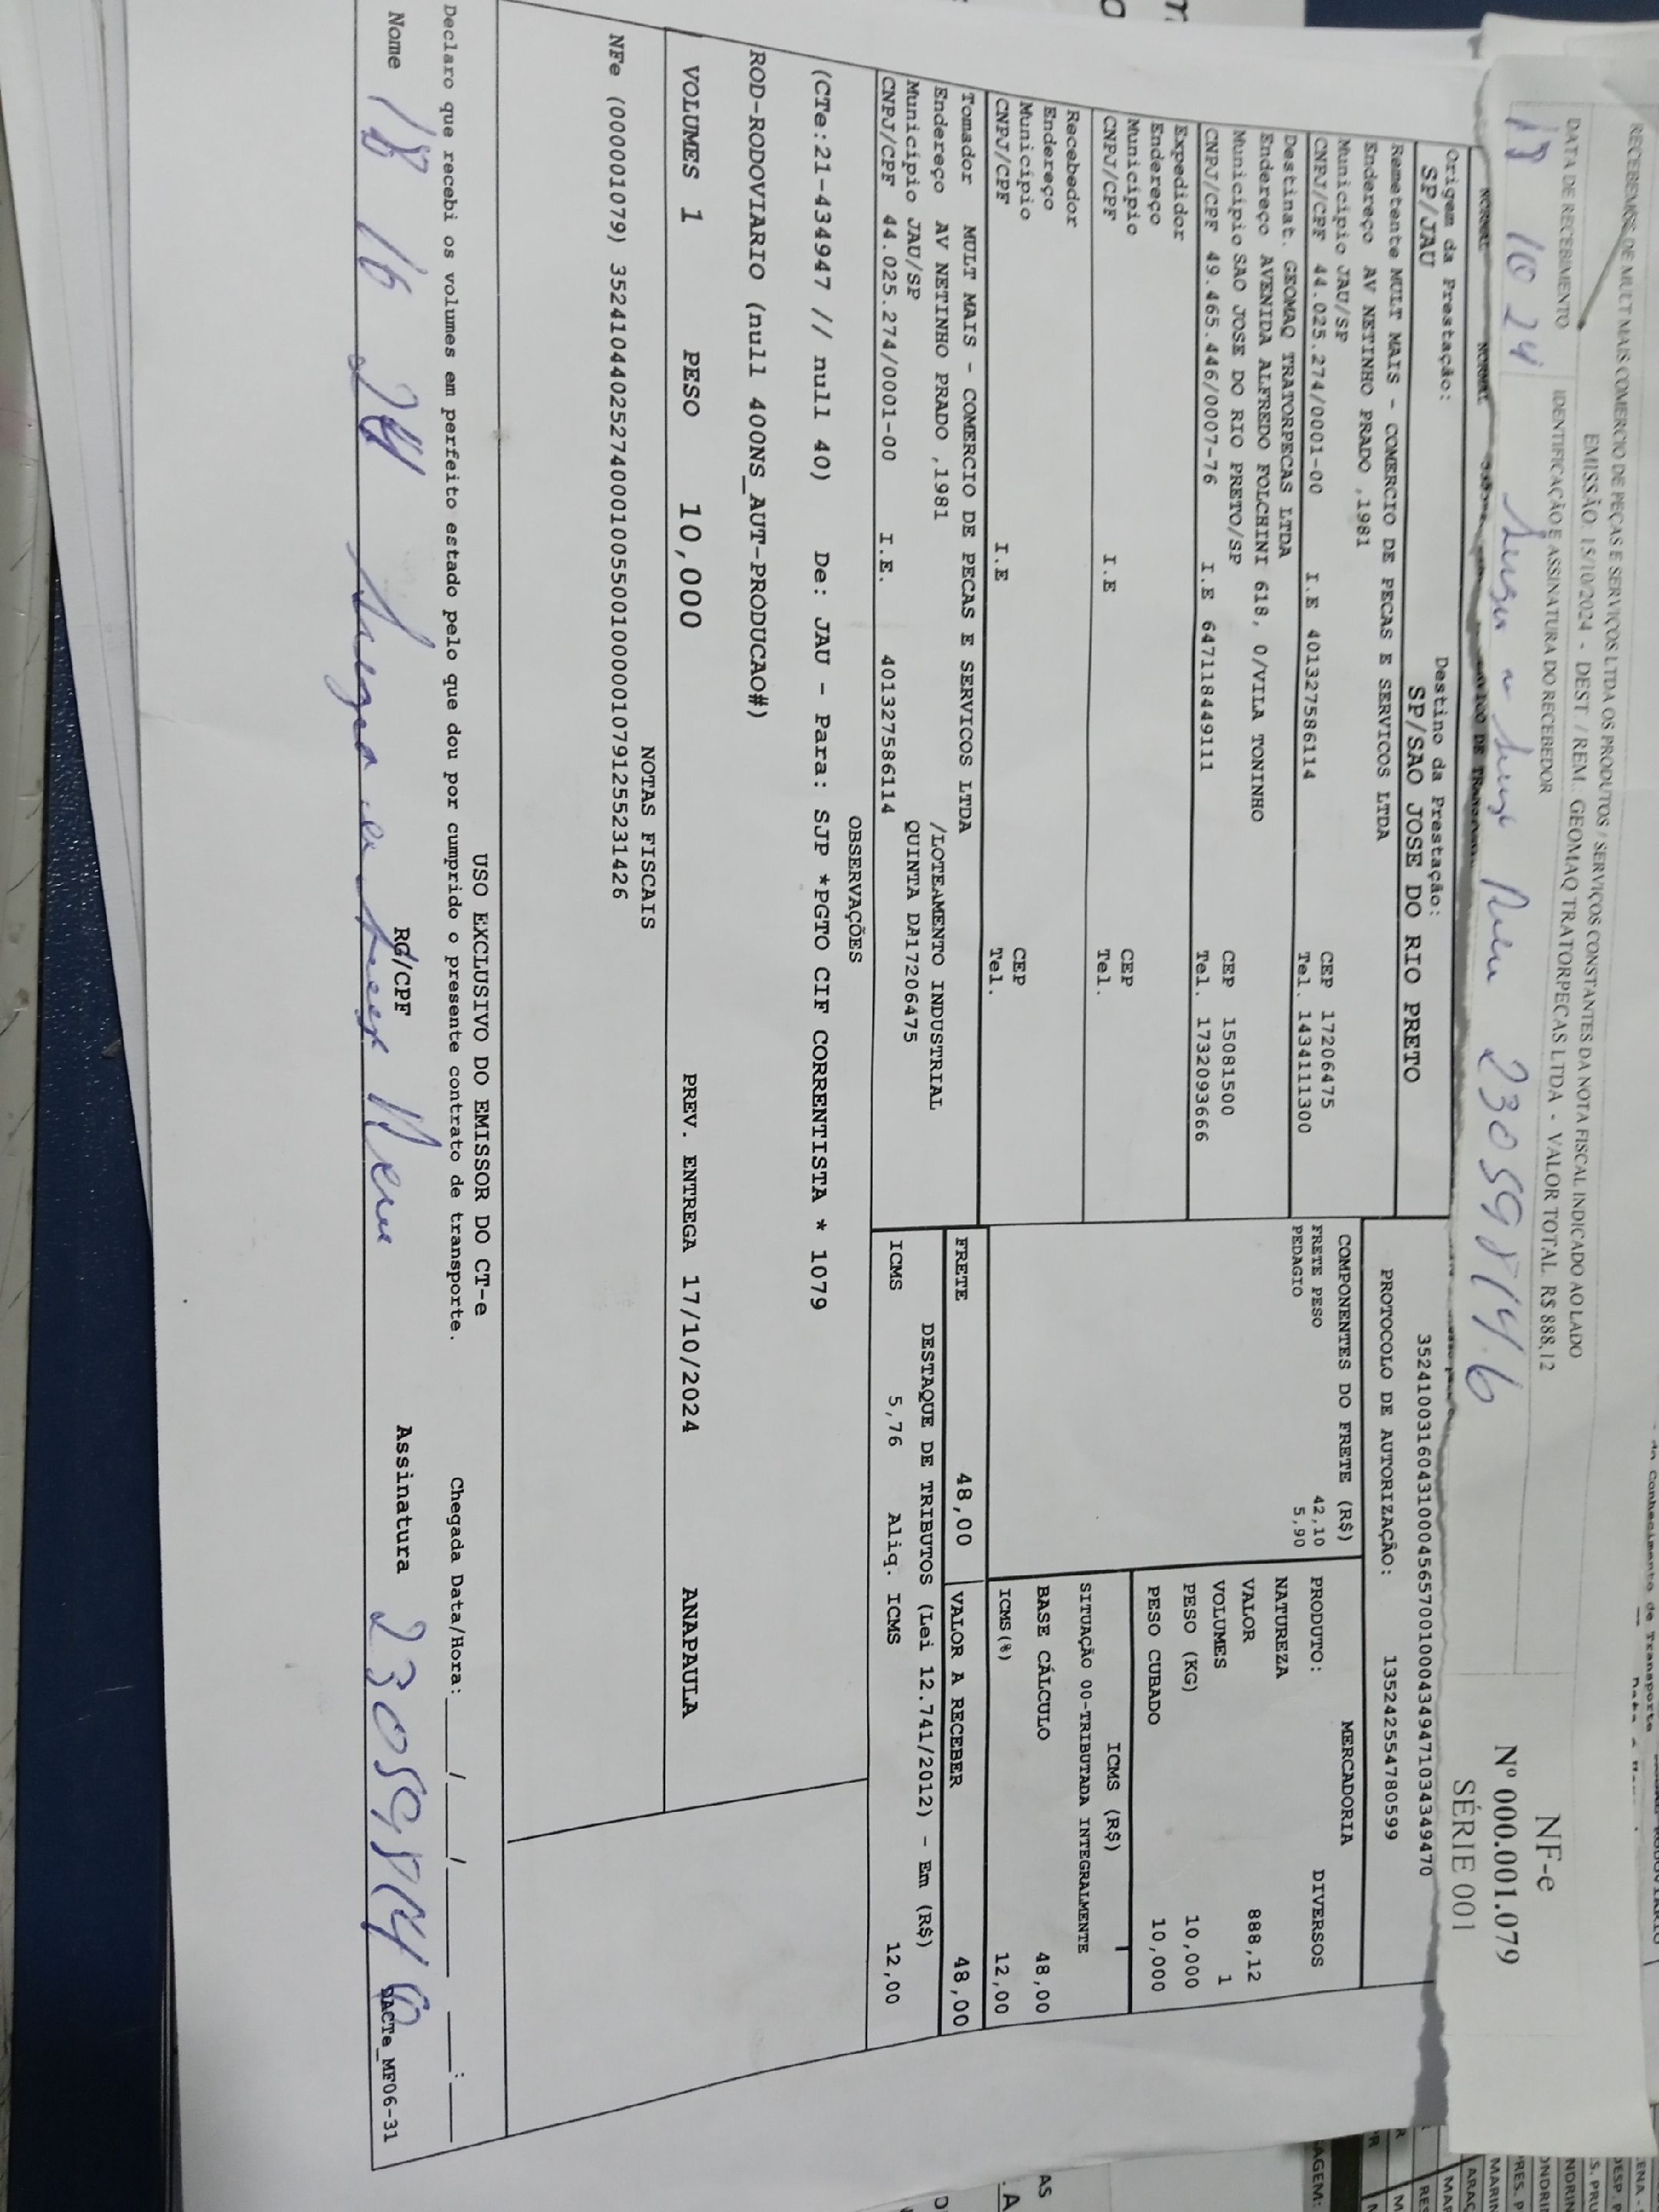 RECEBEMOS DE MULT MAIS COMERCIO DE PEÇAS E SERVIÇOS LTDA OS PRODUTOS / SERVIÇOS CONSTANTES DA NOTA FISCAL INDICADO AO LADO
EMISSÃO: 15/10/2024 - DEST / REM.: GEOMAQ TRATORPECAS LTDA - VALOR TOTAL: R$ 888,12
DATA DE RECEBIMENTO
IDENTIFICAÇÃO E ASSINATURA DO RECEBEDOR
18 10 24
23059814.6
NF-e
Nº 000.001.079
SÉRIE 001
NORMAL NORMAL
35241003160431000456570010004349471034349470
Origem da Prestação:
SP/JAU
Destino da Prestação:
SP/SAO JOSE DO RIO PRETO
PROTOCOLO DE AUTORIZAÇÃO: 135242554780599
Remetente MULT MAIS - COMERCIO DE PECAS E SERVICOS LTDA
Endereço AV NETINHO PRADO ,1981
Município JAU/SP CEP 17206475
CNPJ/CPF 44.025.274/0001-00 I.E 401327586114 Tel. 1434111300
Destinat. GEOMAQ TRATORPECAS LTDA
Endereço AVENIDA ALFREDO FOLCHINI 618, 0/VILA TONINHO
Município SAO JOSE DO RIO PRETO/SP CEP 15081500
CNPJ/CPF 49.465.446/0007-76 I.E 647118449111 Tel. 1732093666
Expedidor
Endereço
Município CEP
CNPJ/CPF I.E Tel.
Recebedor
Endereço
Município CEP
CNPJ/CPF I.E Tel.
COMPONENTES DO FRETE (R$)
FRETE PESO 42,10
PEDAGIO 5,90
MERCADORIA
PRODUTO: DIVERSOS
NATUREZA
VALOR 888,12
VOLUMES 1
PESO (KG) 10,000
PESO CUBADO 10,000
ICMS (R$)
SITUAÇÃO 00-TRIBUTADA INTEGRALMENTE
BASE CÁLCULO 48,00
ICMS(%) 12,00
Tomador MULT MAIS - COMERCIO DE PECAS E SERVICOS LTDA
Endereço AV NETINHO PRADO ,1981 /LOTEAMENTO INDUSTRIAL
Município JAU/SP QUINTA DA17206475
CNPJ/CPF 44.025.274/0001-00 I.E. 401327586114
FRETE 48,00 VALOR A RECEBER 48,00
DESTAQUE DE TRIBUTOS (Lei 12.741/2012) - Em (R$)
ICMS 5,76 Aliq. ICMS 12,00
OBSERVAÇÕES
(CTe:21-434947 // null 40) De: JAU - Para: SJP *PGTO CIF CORRENTISTA * 1079
ROD-RODOVIARIO (null 400NS_AUT-PRODUCAO#)
VOLUMES 1 PESO 10,000 PREV. ENTREGA 17/10/2024 ANAPAULA
NOTAS FISCAIS
NFe (000001079) 35241044025274000100550010000010791255231426
USO EXCLUSIVO DO EMISSOR DO CT-e
Declaro que recebi os volumes em perfeito estado pelo que dou por cumprido o presente contrato de transporte. Chegada Data/Hora:____/____/____ ___:___
Nome RG/CPF Assinatura
DACTe_MF06-31